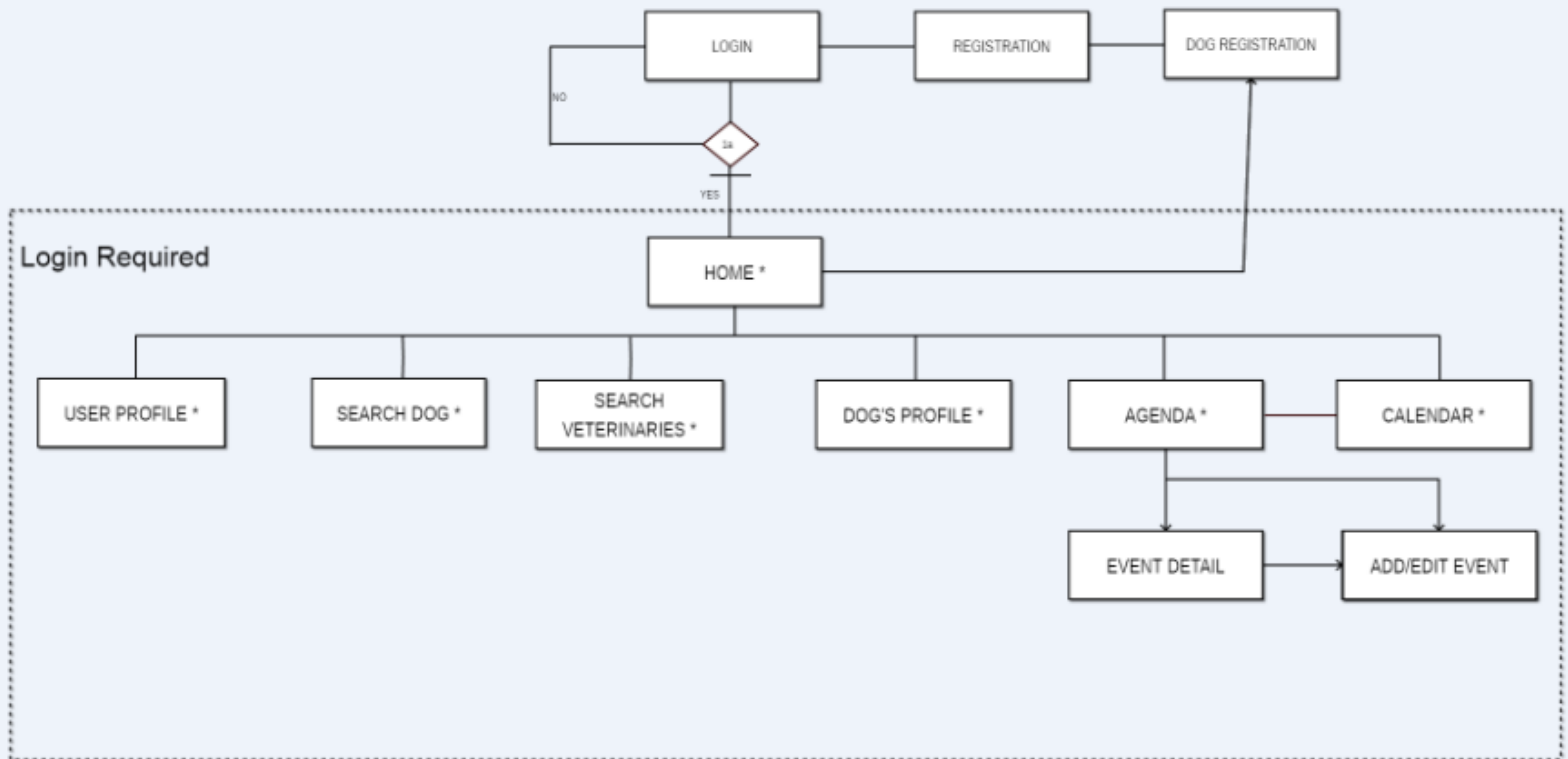 LOGIN
REGISTRATION
DOG REGISTRATION
NO
1a
YES
Login Required
HOME *
USER PROFILE *
SEARCH DOG *
SEARCH
VETERINARIES *
DOG'S PROFILE *
AGENDA *
CALENDAR *
EVENT DETAIL
ADD/EDIT EVENT